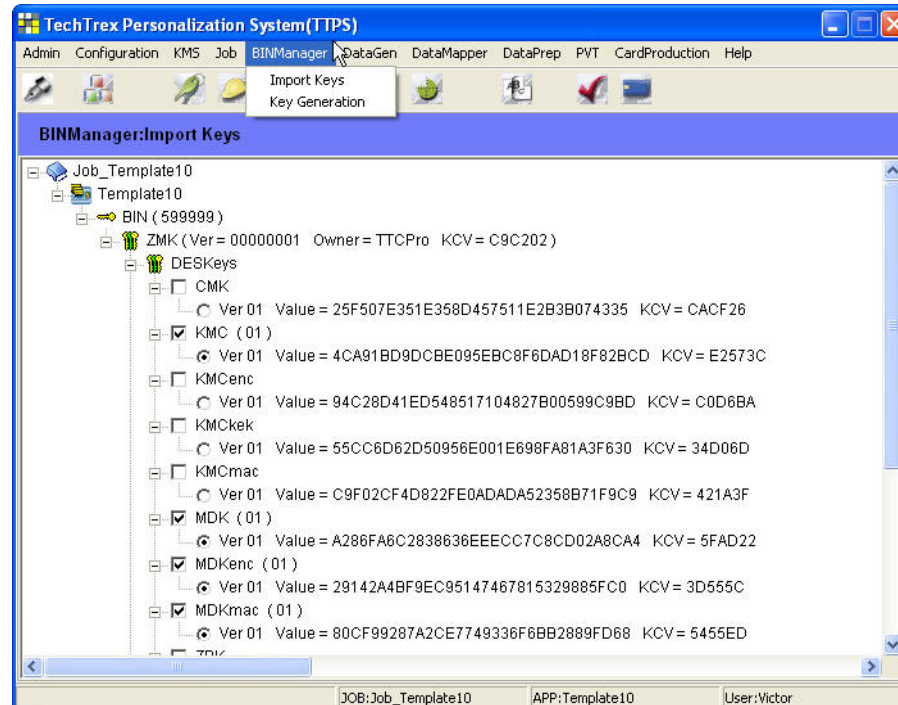 TechTrex Personalization System(TTPS)
Admin Configuration KMS Job BINManager DataGen DataMapper DataPrep PVT CardProduction Help
Import Keys
Key Generation
BINManager:Import Keys
Job_Template10
Template10
BIN ( 599999 )
ZMK ( Ver = 00000001 Owner = TTCPro KCV = C9C202 )
DESKeys
CMK
Ver 01 Value = 25F507E351E358D457511E2B3B074335 KCV = CACF26
KMC ( 01 )
Ver 01 Value = 4CA91BD9DCBE095EBC8F6DAD18F82BCD KCV = E2573C
KMCenc
Ver 01 Value = 94C28D41ED548517104827B00599C9BD KCV = C0D6BA
KMCkek
Ver 01 Value = 55CC6D62D50956E001E698FA81A3F630 KCV = 34D06D
KMCmac
Ver 01 Value = C9F02CF4D822FE0ADADA52358B71F9C9 KCV = 421A3F
MDK ( 01 )
Ver 01 Value = A286FA6C2838636EEECC7C8CD02A8CA4 KCV = 5FAD22
MDKenc ( 01 )
Ver 01 Value = 29142A4BF9EC95147467815329885FC0 KCV = 3D555C
MDKmac ( 01 )
Ver 01 Value = 80CF99287A2CE7749336F6BB2889FD68 KCV = 5455ED
JOB:Job_Template10 APP:Template10 User:Victor